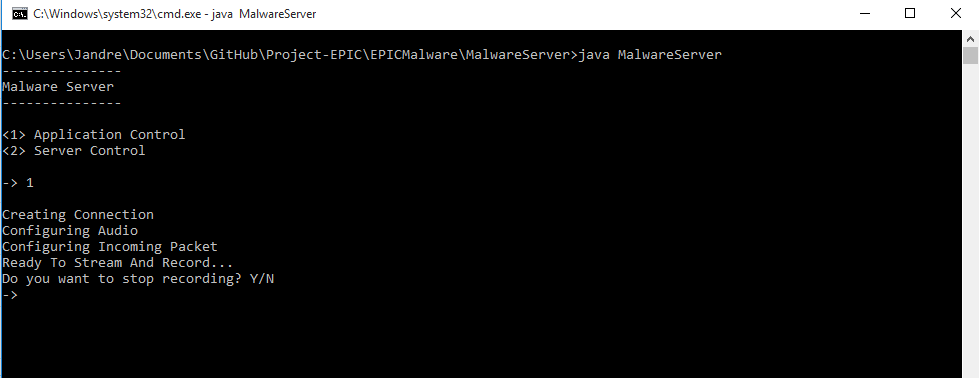 C:\Windows\system32\cmd.exe - java  MalwareServer
C:\Users\Jandre\Documents\GitHub\Project-EPIC\EPICMalware\MalwareServer>java MalwareServer
---------------
Malware Server
---------------
<1> Application Control
<2> Server Control
-> 1
Creating Connection
Configuring Audio
Configuring Incoming Packet
Ready To Stream And Record...
Do you want to stop recording? Y/N
->